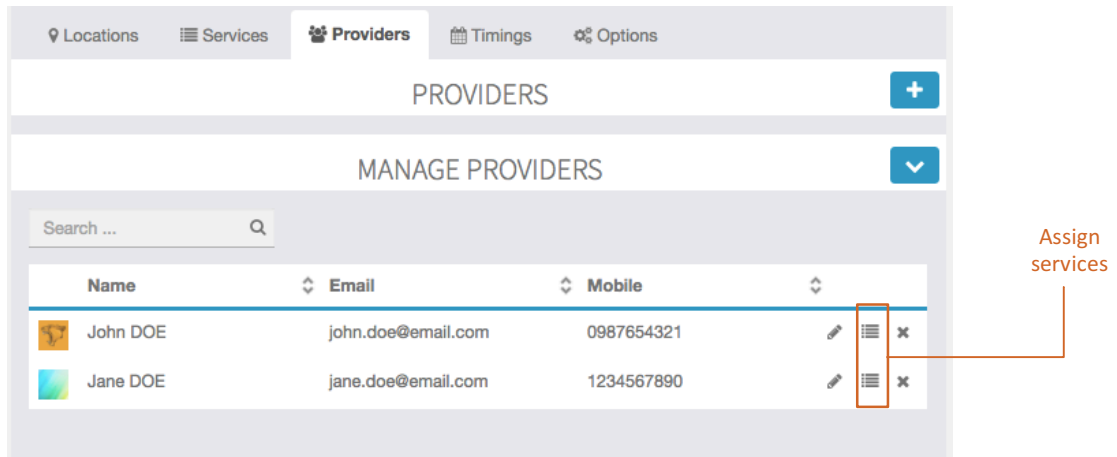 Locations Services Providers Timings Options
PROVIDERS
MANAGE PROVIDERS
Search ...
Assign
services
Name Email Mobile
John DOE john.doe@email.com 0987654321
Jane DOE jane.doe@email.com 1234567890